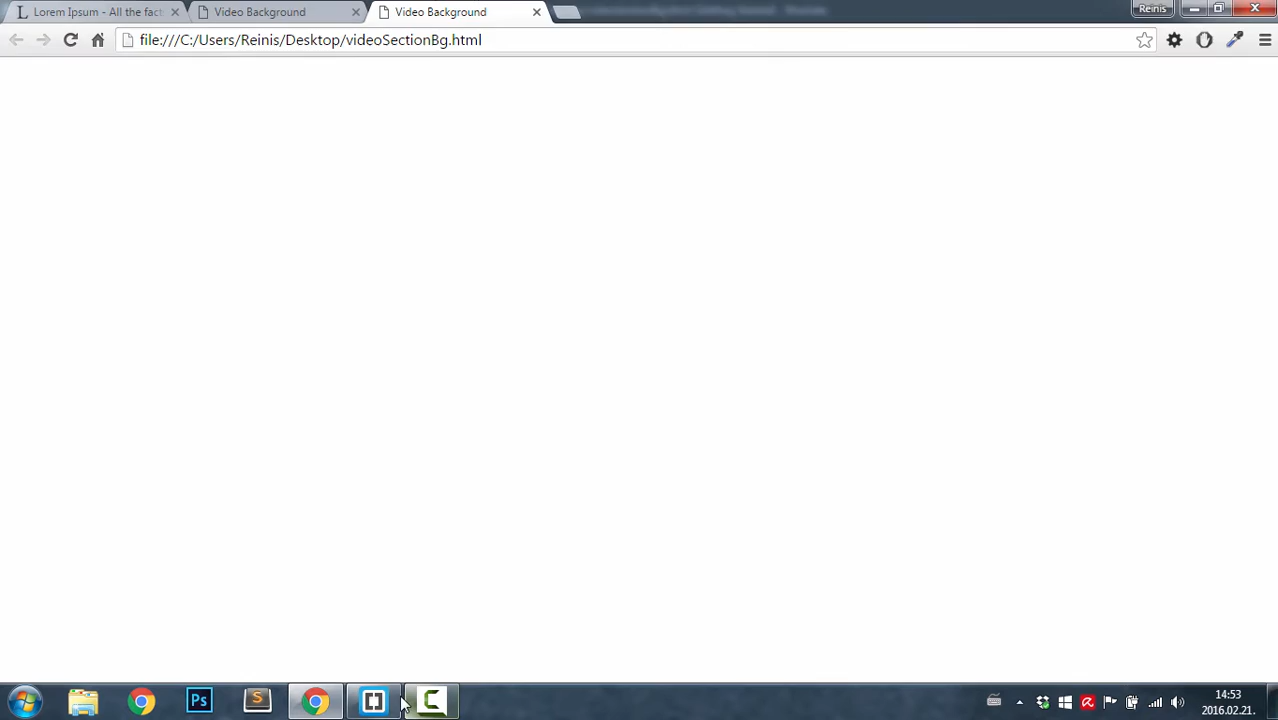 Lorem Ipsum - All the fact
Video Background
Video Background
Reinis
file:///C:/Users/Reinis/Desktop/videoSectionBg.html
Ps
S
C
14:53
2016.02.21.